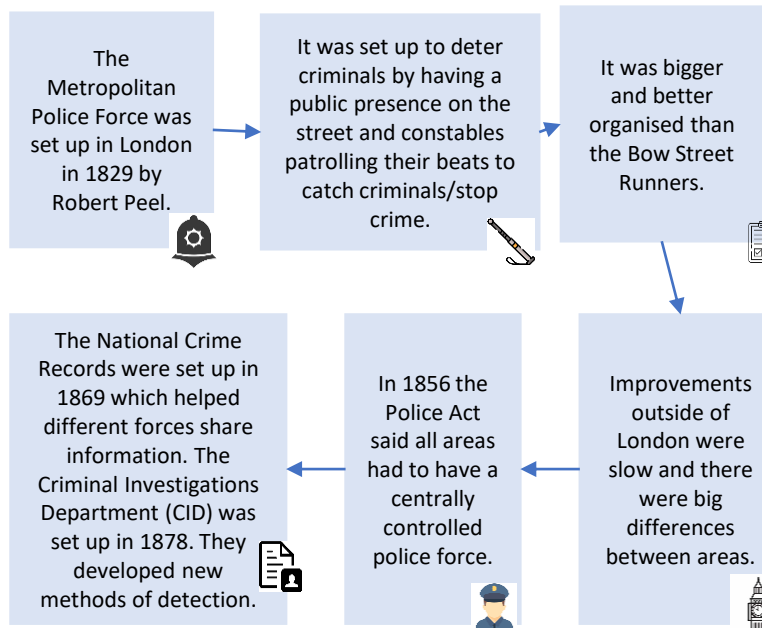 The
Metropolitan
Police Force was
set up in London
in 1829 by
Robert Peel.
It was set up to deter
criminals by having a
public presence on the
street and constables
patrolling their beats to
catch criminals/stop
crime.
It was bigger
and better
organised than
the Bow Street
Runners.
Improvements
outside of
London were
slow and there
were big
differences
between areas.
In 1856 the
Police Act
said all areas
had to have a
centrally
controlled
police force.
The National Crime
Records were set up in
1869 which helped
different forces share
information. The
Criminal Investigations
Department (CID) was
set up in 1878. They
developed new
methods of detection.